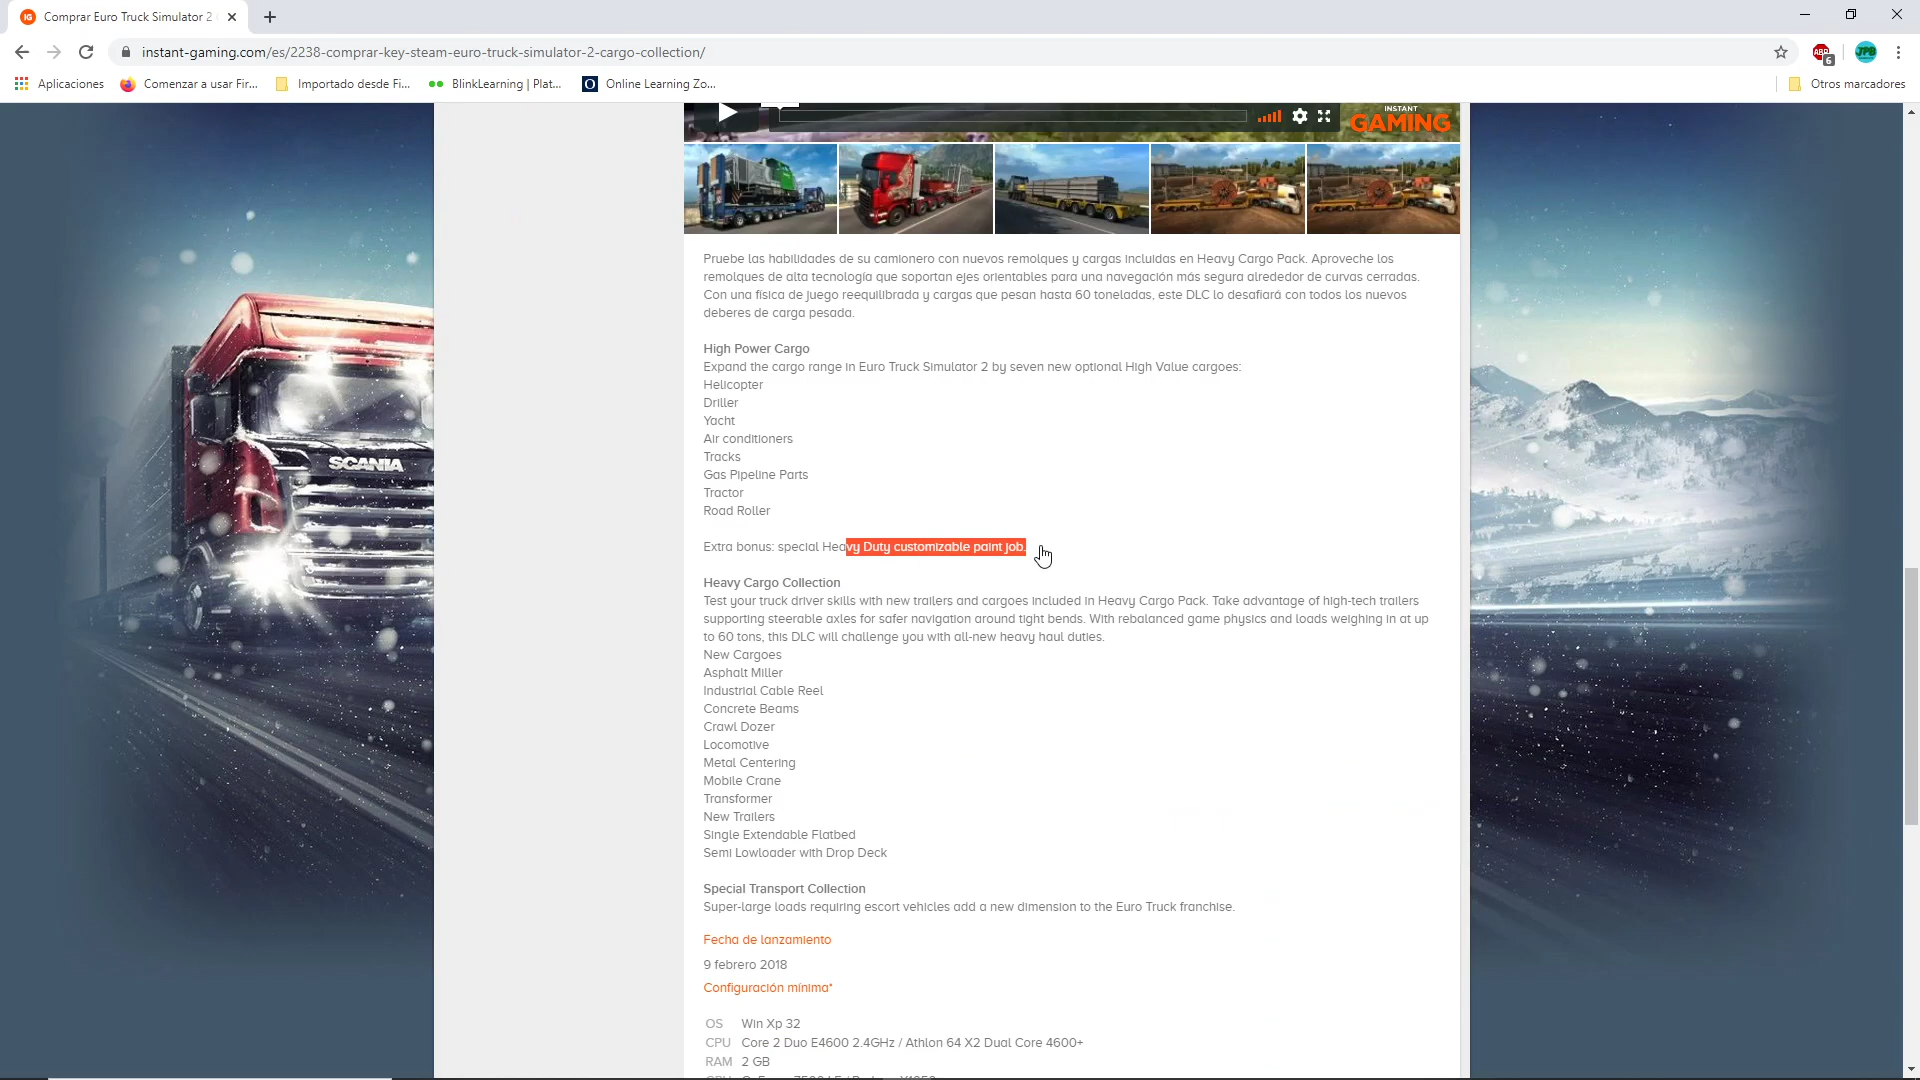 Comprar Euro Truck Simulator 2
instant-gaming.com/es/2238-comprar-key-steam-euro-truck-simulator-2-cargo-collection/
ABP
6
JPB
Aplicaciones
Comenzar a usar Fir...
Importado desde Fi...
BlinkLearning | Plat...
Online Learning Zo...
Otros marcadores
INSTANT
GAMING
Pruebe las habilidades de su camionero con nuevos remolques y cargas incluidas en Heavy Cargo Pack. Aproveche los
remolques de alta tecnología que soportan ejes orientables para una navegación más segura alrededor de curvas cerradas.
Con una física de juego reequilibrada y cargas que pesan hasta 60 toneladas, este DLC lo desafiará con todos los nuevos
deberes de carga pesada.
High Power Cargo
Expand the cargo range in Euro Truck Simulator 2 by seven new optional High Value cargoes:
Helicopter
Driller
Yacht
Air conditioners
Tracks
Gas Pipeline Parts
Tractor
Road Roller
Extra bonus: special Heavy Duty customizable paint job.
Heavy Cargo Collection
Test your truck driver skills with new trailers and cargoes included in Heavy Cargo Pack. Take advantage of high-tech trailers
supporting steerable axles for safer navigation around tight bends. With rebalanced game physics and loads weighing in at up
to 60 tons, this DLC will challenge you with all-new heavy haul duties.
New Cargoes
Asphalt Miller
Industrial Cable Reel
Concrete Beams
Crawl Dozer
Locomotive
Metal Centering
Mobile Crane
Transformer
New Trailers
Single Extendable Flatbed
Semi Lowloader with Drop Deck
Special Transport Collection
Super-large loads requiring escort vehicles add a new dimension to the Euro Truck franchise.
Fecha de lanzamiento
9 febrero 2018
Configuración mínima*
OS Win Xp 32
CPU Core 2 Duo E4600 2.4GHz / Athlon 64 X2 Dual Core 4600+
RAM 2 GB
SCANIA